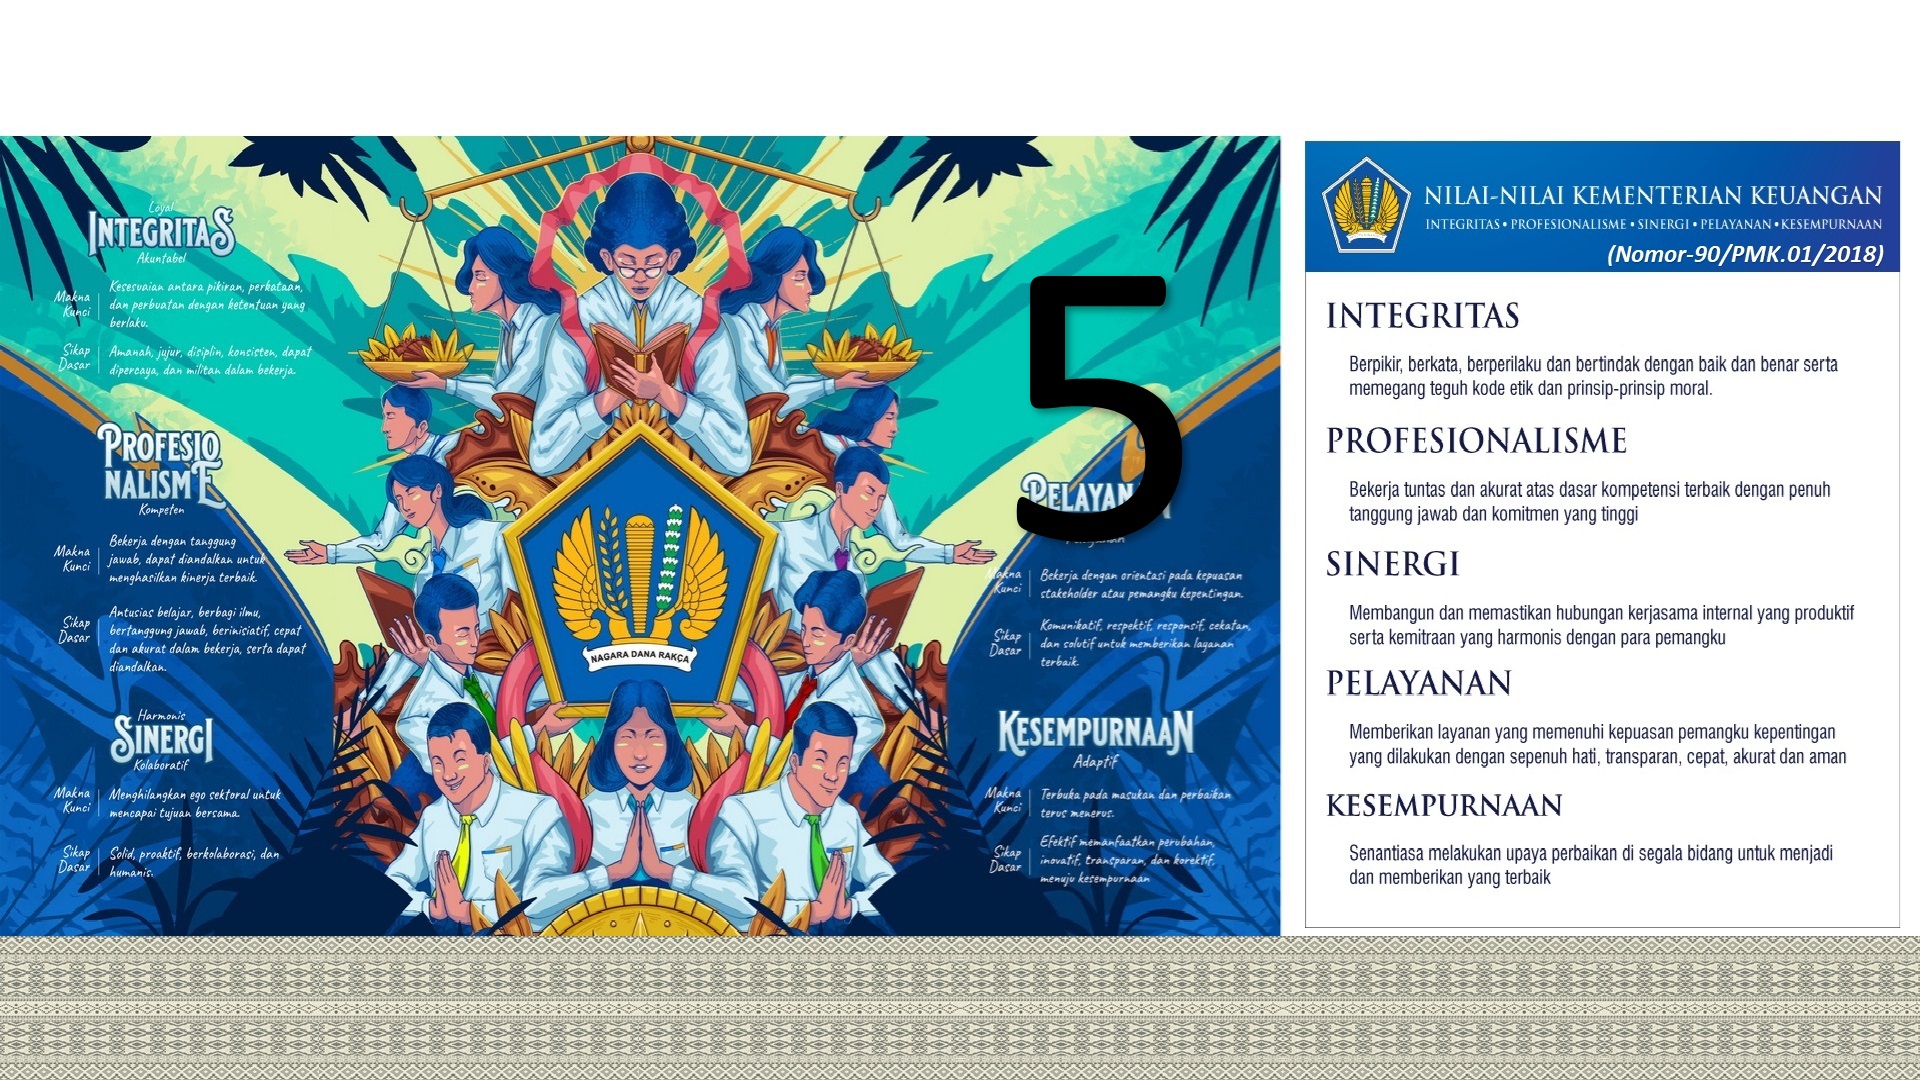 Loyal
INTEGRITAS
Akuntabel
Makna
Kunci
Kesesuaian antara pikiran, perkataan,
dan perbuatan dengan ketentuan yang
berlaku.
Sikap
Dasar
Amanah, jujur, disiplin, konsisten, dapat
dipercaya, dan militan dalam bekerja.
PROFESIO
NALISME
Kompeten
Makna
Kunci
Bekerja dengan tanggung
jawab, dapat diandalkan untuk
menghasilkan kinerja terbaik.
Sikap
Dasar
Antusias belajar, berbagi ilmu,
bertanggung jawab, berinisiatif, cepat
dan akurat dalam bekerja, serta dapat
diandalkan.
Harmonis
SINERGI
Kolaboratif
Makna
Kunci
Menghilangkan ego sektoral untuk
mencapai tujuan bersama.
Sikap
Dasar
Solid, proaktif, berkolaborasi, dan
humanis.
NAGARA DANA RAKÇA
5
Makna
Kunci
Bekerja dengan orientasi pada kepuasan
stakeholder atau pemangku kepentingan.
Sikap
Dasar
Komunikatif, respektif, responsif, cekatan,
dan solutif untuk memberikan layanan
terbaik.
KESEMPURNAAN
Adaptif
Makna
Kunci
Terbuka pada masukan dan perbaikan
terus menerus.
Sikap
Dasar
Efektif memanfaatkan perubahan,
inovatif, transparan, dan korektif,
menuju kesempurnaan
NILAI-NILAI KEMENTERIAN KEUANGAN
INTEGRITAS • PROFESIONALISME • SINERGI • PELAYANAN • KESEMPURNAAN
(Nomor-90/PMK.01/2018)
INTEGRITAS
Berpikir, berkata, berperilaku dan bertindak dengan baik dan benar serta
memegang teguh kode etik dan prinsip-prinsip moral.
PROFESIONALISME
Bekerja tuntas dan akurat atas dasar kompetensi terbaik dengan penuh
tanggung jawab dan komitmen yang tinggi
SINERGI
Membangun dan memastikan hubungan kerjasama internal yang produktif
serta kemitraan yang harmonis dengan para pemangku
PELAYANAN
Memberikan layanan yang memenuhi kepuasan pemangku kepentingan
yang dilakukan dengan sepenuh hati, transparan, cepat, akurat dan aman
KESEMPURNAAN
Senantiasa melakukan upaya perbaikan di segala bidang untuk menjadi
dan memberikan yang terbaik